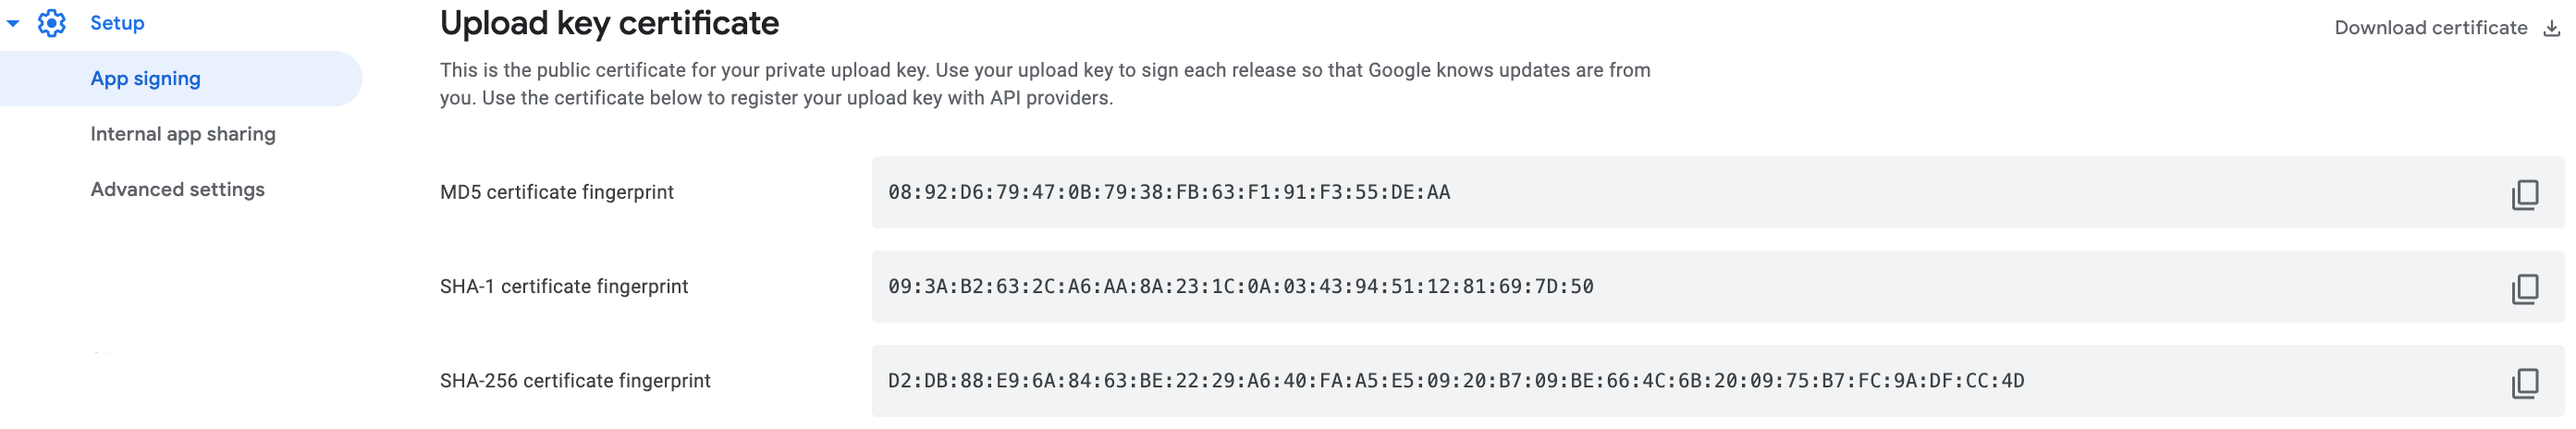 Setup
App signing
Internal app sharing
Advanced settings
Upload key certificate
Download certificate
This is the public certificate for your private upload key. Use your upload key to sign each release so that Google knows updates are from
you. Use the certificate below to register your upload key with API providers.
MD5 certificate fingerprint
08:92:D6:79:47:0B:79:38:FB:63:F1:91:F3:55:DE:AA
SHA-1 certificate fingerprint
09:3A:B2:63:2C:A6:AA:8A:23:1C:0A:03:43:94:51:12:81:69:7D:50
SHA-256 certificate fingerprint
D2:DB:88:E9:6A:84:63:BE:22:29:A6:40:FA:A5:E5:09:20:B7:09:BE:66:4C:6B:20:09:75:B7:FC:9A:DF:CC:4D